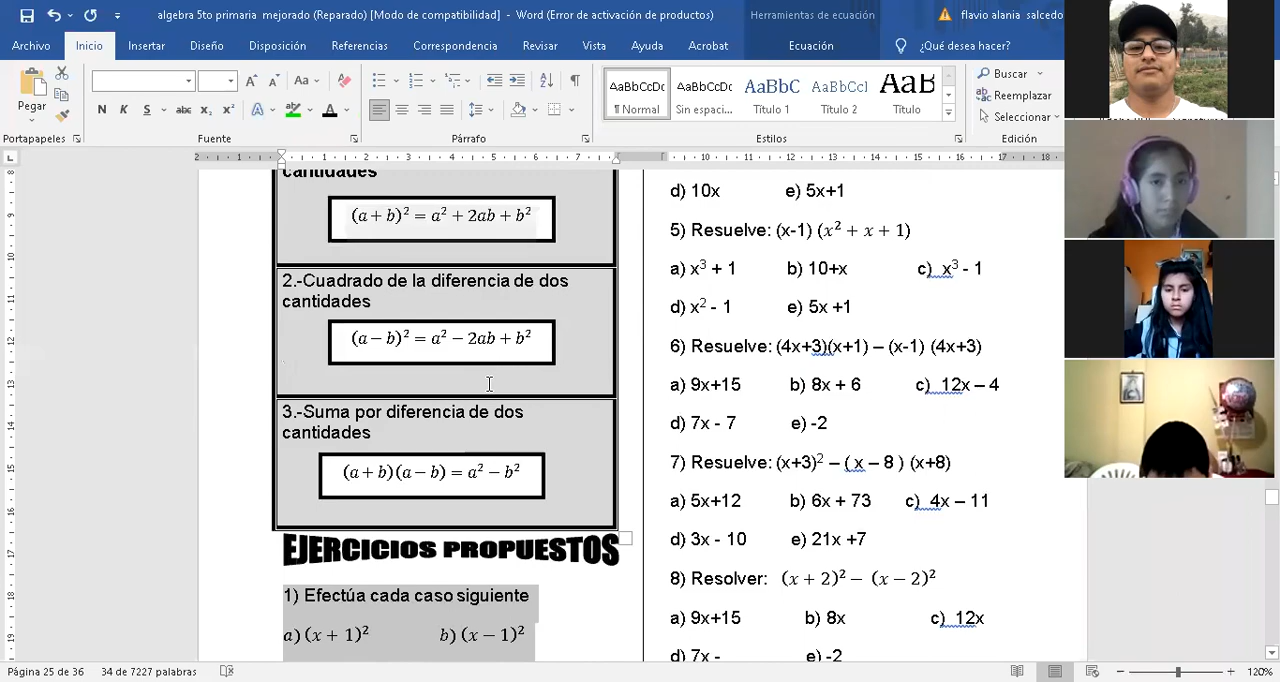 algebra 5to primaria mejorado (Reparado) [Modo de compatibilidad] - Word (Error de activación de productos)
Herramientas de ecuación
flavio alania salcedo
Archivo Inicio Insertar Diseño Disposición Referencias Correspondencia Revisar Vista Ayuda Acrobat Ecuación ¿Qué desea hacer?
Pegar
N K S abc x₂ x²
AaBbCcDc AaBbCcDc AaBbC AaBbCcI AaB
¶ Normal Sin espaci... Título 1 Título 2 Título
Buscar
Reemplazar
Seleccionar
Portapapeles Fuente Párrafo Estilos Edición
cantidades
(a + b)² = a² + 2ab + b²
2.-Cuadrado de la diferencia de dos
cantidades
(a − b)² = a² − 2ab + b²
3.-Suma por diferencia de dos
cantidades
(a + b)(a − b) = a² − b²
EJERCICIOS PROPUESTOS
1) Efectúa cada caso siguiente
a) (x + 1)² b) (x − 1)²
d) 10x e) 5x+1
5) Resuelve: (x-1) (x² + x + 1)
a) x³ + 1 b) 10+x c) x³ - 1
d) x² - 1 e) 5x +1
6) Resuelve: (4x+3)(x+1) – (x-1) (4x+3)
a) 9x+15 b) 8x + 6 c) 12x – 4
d) 7x - 7 e) -2
7) Resuelve: (x+3)² – ( x – 8 ) (x+8)
a) 5x+12 b) 6x + 73 c) 4x – 11
d) 3x - 10 e) 21x +7
8) Resolver: (x + 2)² − (x − 2)²
a) 9x+15 b) 8x c) 12x
d) 7x - e) -2
Página 25 de 36 34 de 7227 palabras
120%